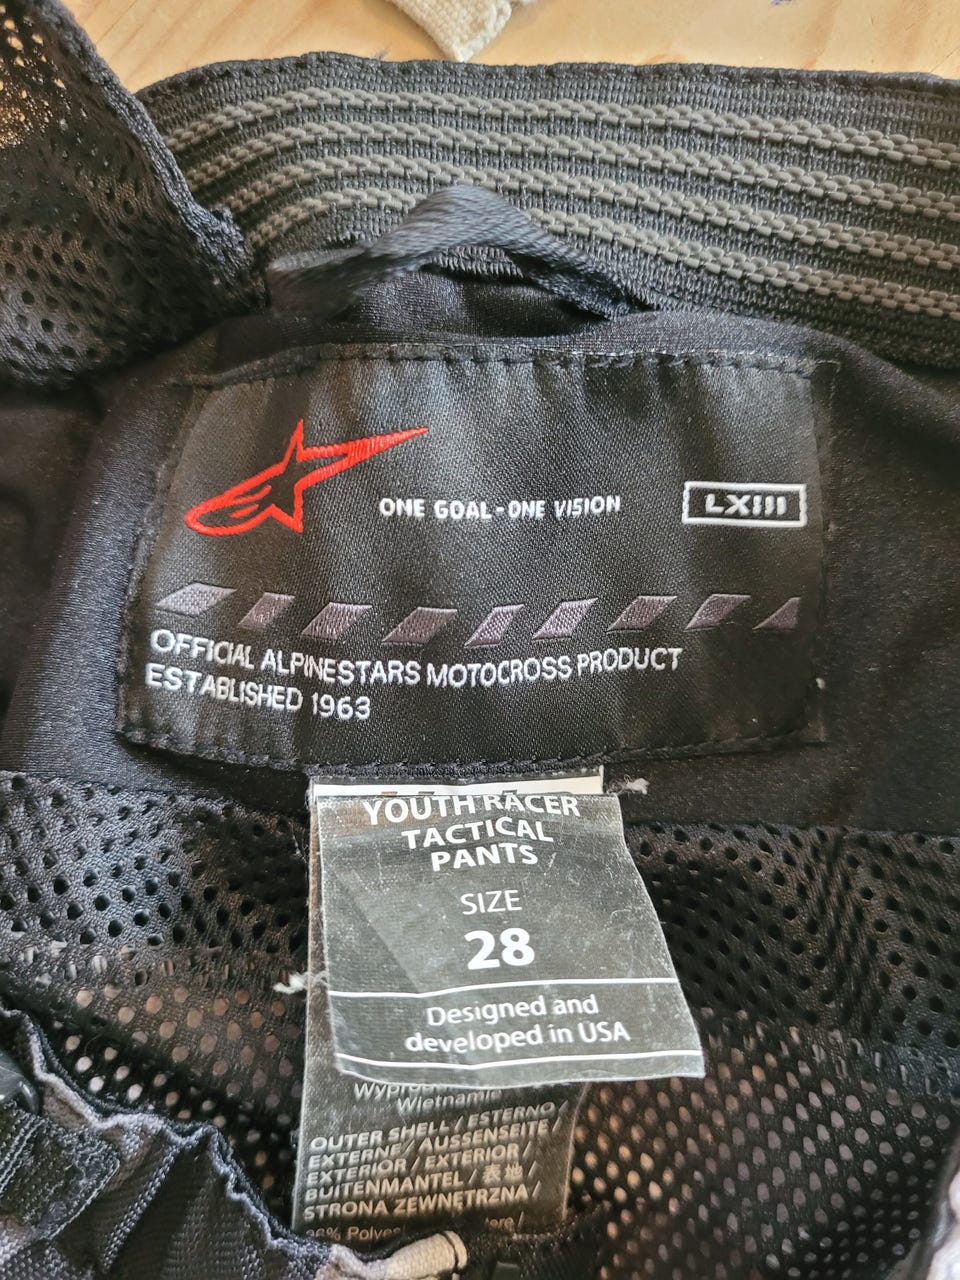 ONE GOAL - ONE VISION
LXIII
OFFICIAL ALPINESTARS MOTOCROSS PRODUCT
ESTABLISHED 1963
YOUTH RACER
TACTICAL
PANTS
SIZE
28
Designed and
developed in USA
Wietnamie
OUTER SHELL / ESTERNO /
EXTERNE / AUSSENSEITE /
EXTERIOR / EXTERIOR /
BUITENMANTEL / 表地 /
STRONA ZEWNĘTRZNA /